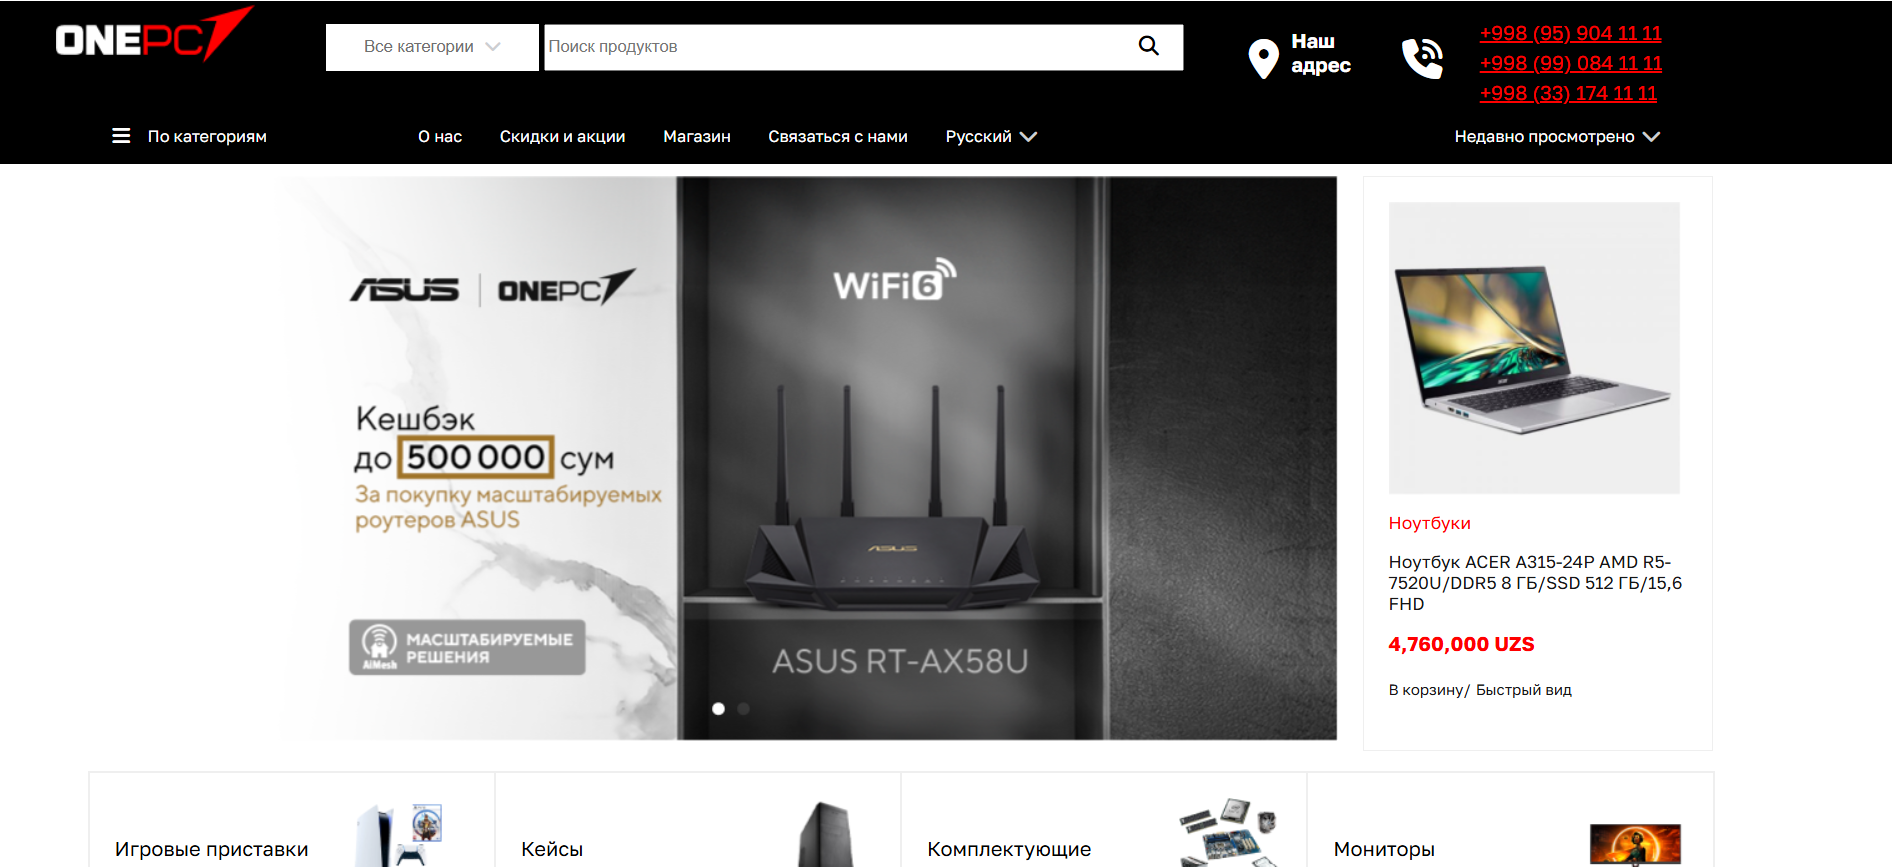 ONEPC
Все категории
Поиск продуктов
Наш
адрес
+998 (95) 904 11 11
+998 (99) 084 11 11
+998 (33) 174 11 11
По категориям
О нас
Скидки и акции
Магазин
Связаться с нами
Русский
Недавно просмотрено
ASUS | ONEPC
WiFi 6
Кешбэк
до 500 000 сум
За покупку масштабируемых
роутеров ASUS
ASUS
AiMesh
МАСШТАБИРУЕМЫЕ
РЕШЕНИЯ
ASUS RT-AX58U
acer
Ноутбуки
Ноутбук ACER A315-24P AMD R5-
7520U/DDR5 8 ГБ/SSD 512 ГБ/15,6
FHD
4,760,000 UZS
В корзину/ Быстрый вид
Игровые приставки
Кейсы
Комплектующие
Мониторы